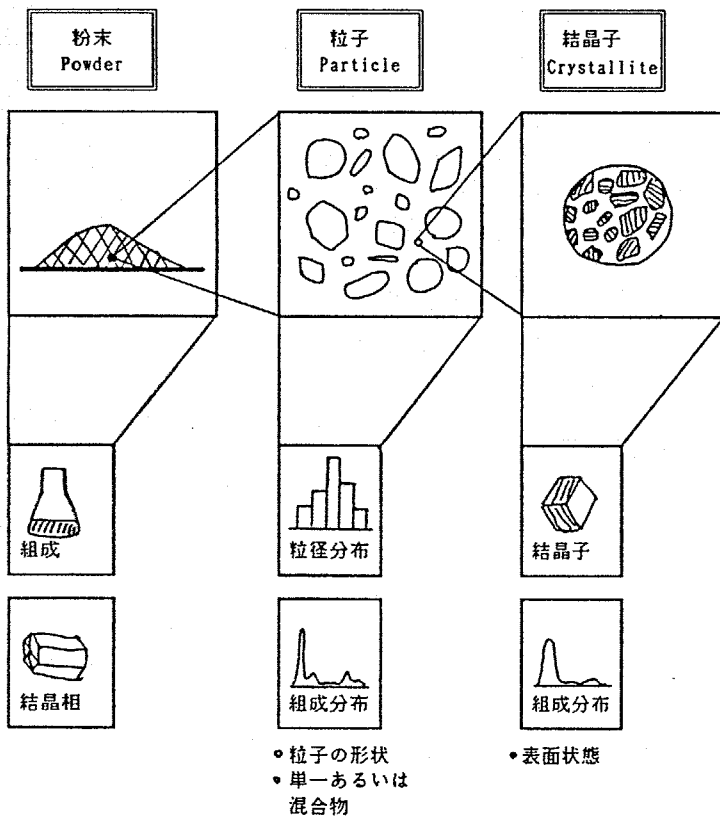 粉末
Powder
粒子
Particle
結晶子
Crystallite
組成
粒径分布
結晶子
結晶相
組成分布
組成分布
粒子の形状
単一あるいは
混合物
表面状態